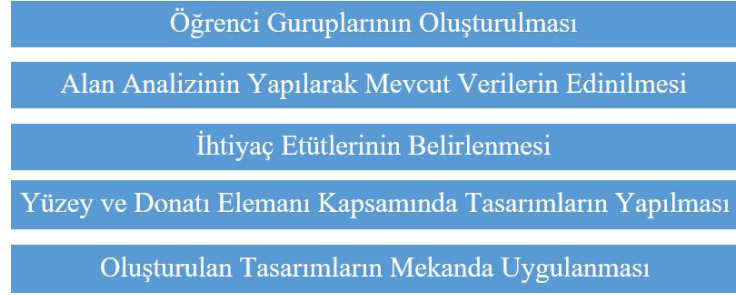 Öğrenci Guruplarının Oluşturulması
Alan Analizinin Yapılarak Mevcut Verilerin Edinilmesi
İhtiyaç Etütlerinin Belirlenmesi
Yüzey ve Donatı Elemanı Kapsamında Tasarımların Yapılması
Oluşturulan Tasarımların Mekanda Uygulanması